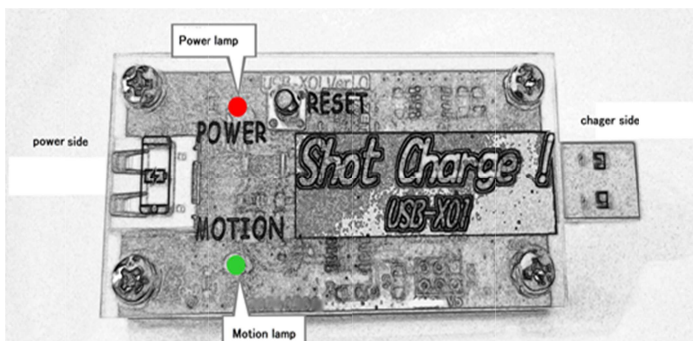 Power lamp
USB-X01 Ver1.0
RESET
POWER
power side
chager side
Shot Charge !
USB-X01
MOTION
Motion lamp